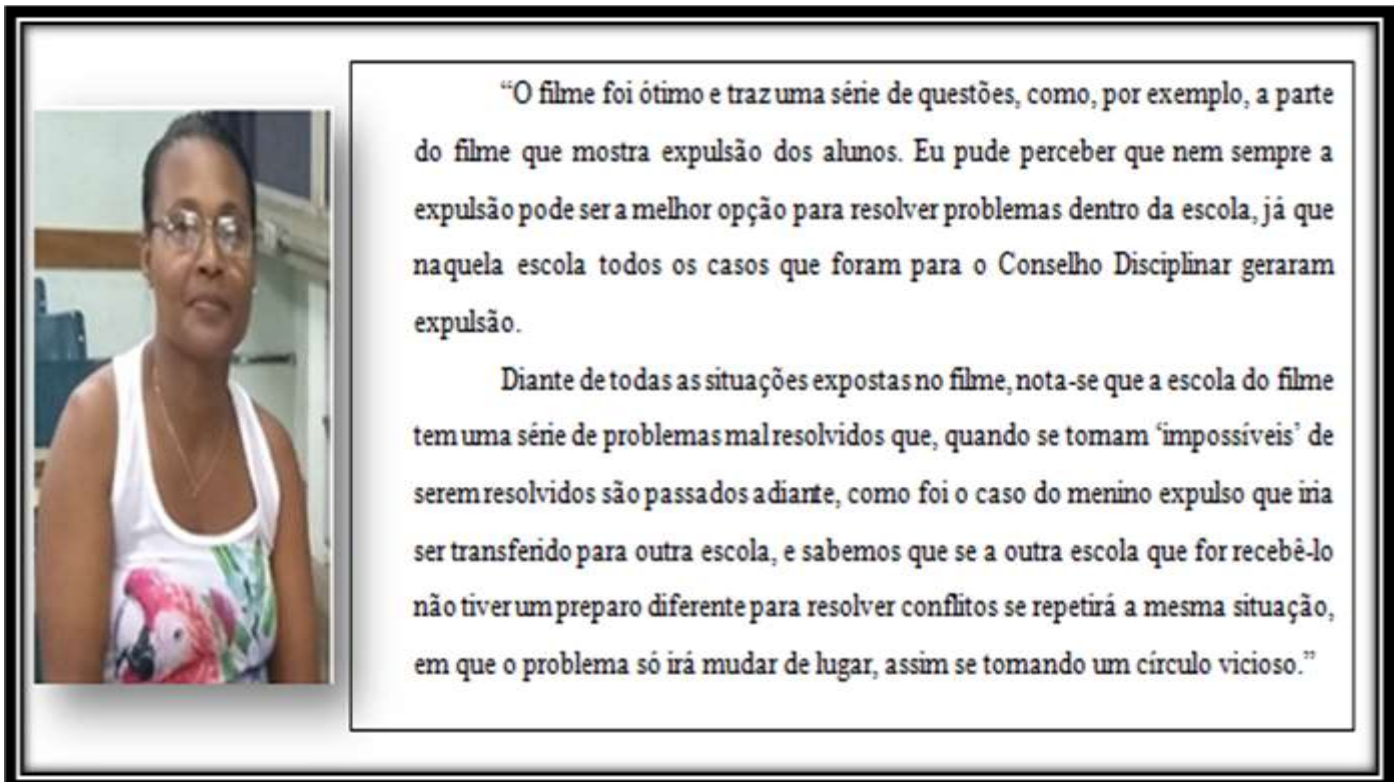 “O filme foi ótimo e traz uma série de questões, como, por exemplo, a parte
do filme que mostra expulsão dos alunos. Eu pude perceber que nem sempre a
expulsão pode ser a melhor opção para resolver problemas dentro da escola, já que
naquela escola todos os casos que foram para o Conselho Disciplinar geraram
expulsão.
Diante de todas as situações expostas no filme, nota-se que a escola do filme
tem uma série de problemas mal resolvidos que, quando se tornam ‘impossíveis’ de
serem resolvidos são passados adiante, como foi o caso do menino expulso que iria
ser transferido para outra escola, e sabemos que se a outra escola que for recebê-lo
não tiver um preparo diferente para resolver conflitos se repetirá a mesma situação,
em que o problema só irá mudar de lugar, assim se tornando um círculo vicioso.”